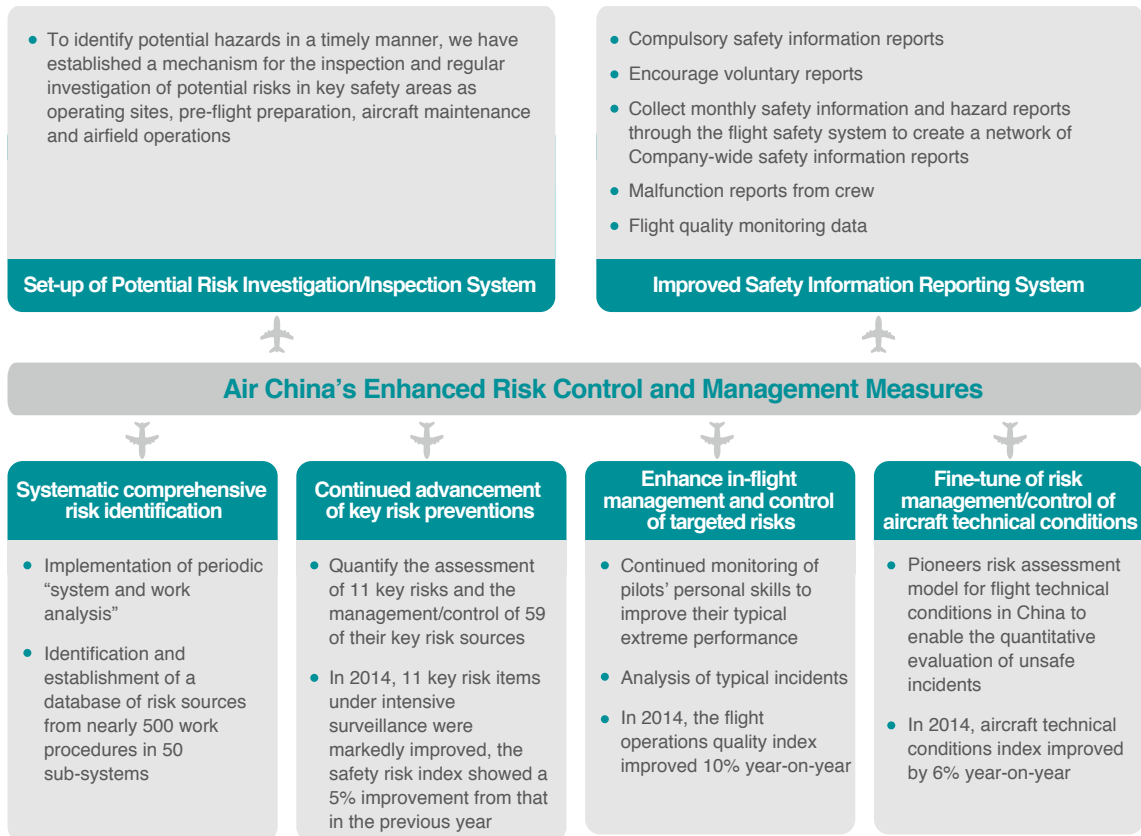 • To identify potential hazards in a timely manner, we have
established a mechanism for the inspection and regular
investigation of potential risks in key safety areas as
operating sites, pre-flight preparation, aircraft maintenance
and airfield operations
Set-up of Potential Risk Investigation/Inspection System
• Compulsory safety information reports
• Encourage voluntary reports
• Collect monthly safety information and hazard reports
through the flight safety system to create a network of
Company-wide safety information reports
• Malfunction reports from crew
• Flight quality monitoring data
Improved Safety Information Reporting System
Air China's Enhanced Risk Control and Management Measures
Systematic comprehensive
risk identification
• Implementation of periodic
“system and work
analysis”
• Identification and
establishment of a
database of risk sources
from nearly 500 work
procedures in 50
sub-systems
Continued advancement
of key risk preventions
• Quantify the assessment
of 11 key risks and the
management/control of 59
of their key risk sources
• In 2014, 11 key risk items
under intensive
surveillance were
markedly improved, the
safety risk index showed a
5% improvement from that
in the previous year
Enhance in-flight
management and control
of targeted risks
• Continued monitoring of
pilots’ personal skills to
improve their typical
extreme performance
• Analysis of typical incidents
• In 2014, the flight
operations quality index
improved 10% year-on-year
Fine-tune of risk
management/control of
aircraft technical conditions
• Pioneers risk assessment
model for flight technical
conditions in China to
enable the quantitative
evaluation of unsafe
incidents
• In 2014, aircraft technical
conditions index improved
by 6% year-on-year